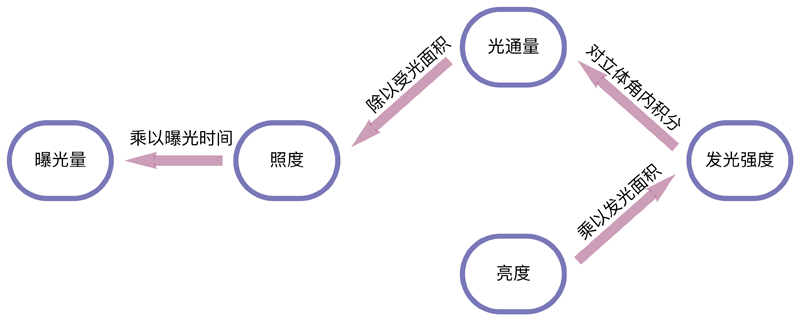 光通量
除以受光面积
对立体角内积分
乘以曝光时间
曝光量
照度
发光强度
乘以发光面积
亮度